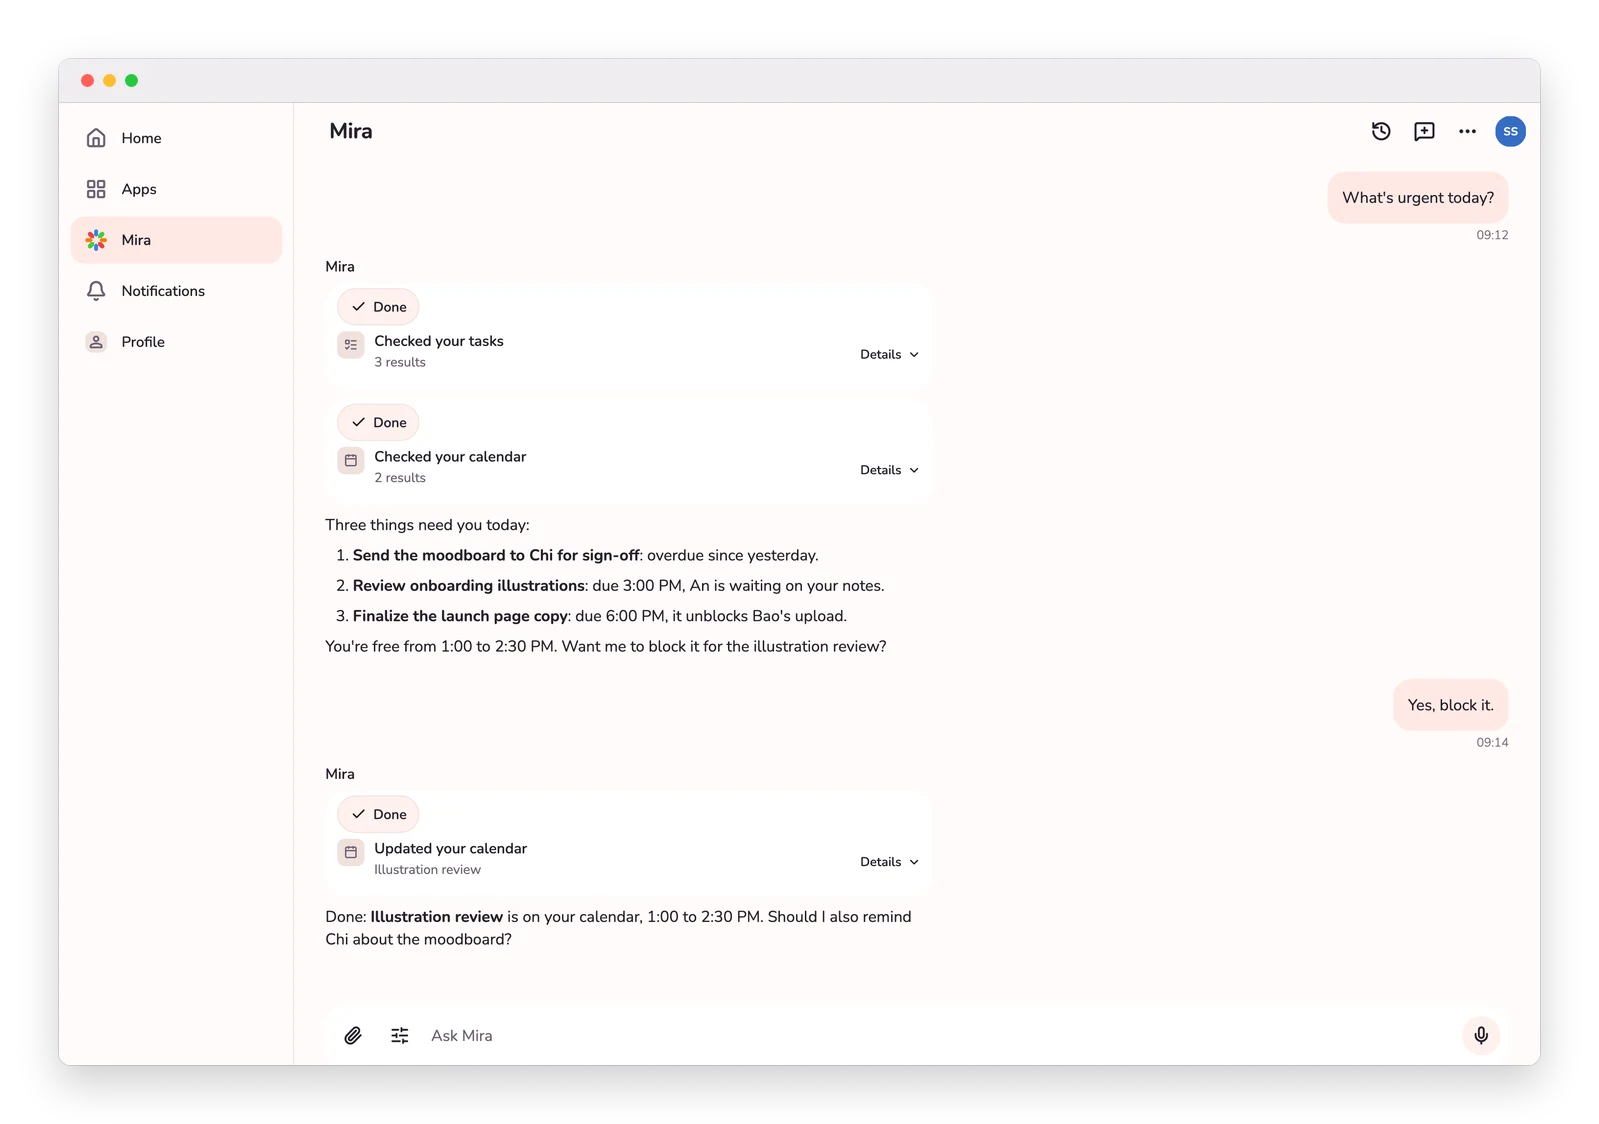 Home
Apps
Mira
Notifications
Profile
Mira
SS
What's urgent today?
09:12
Mira
Done
Checked your tasks
3 results
Details
Done
Checked your calendar
2 results
Details
Three things need you today:
1. Send the moodboard to Chi for sign-off: overdue since yesterday.
2. Review onboarding illustrations: due 3:00 PM, An is waiting on your notes.
3. Finalize the launch page copy: due 6:00 PM, it unblocks Bao's upload.
You're free from 1:00 to 2:30 PM. Want me to block it for the illustration review?
Yes, block it.
09:14
Mira
Done
Updated your calendar
Illustration review
Details
Done: Illustration review is on your calendar, 1:00 to 2:30 PM. Should I also remind
Chi about the moodboard?
Ask Mira